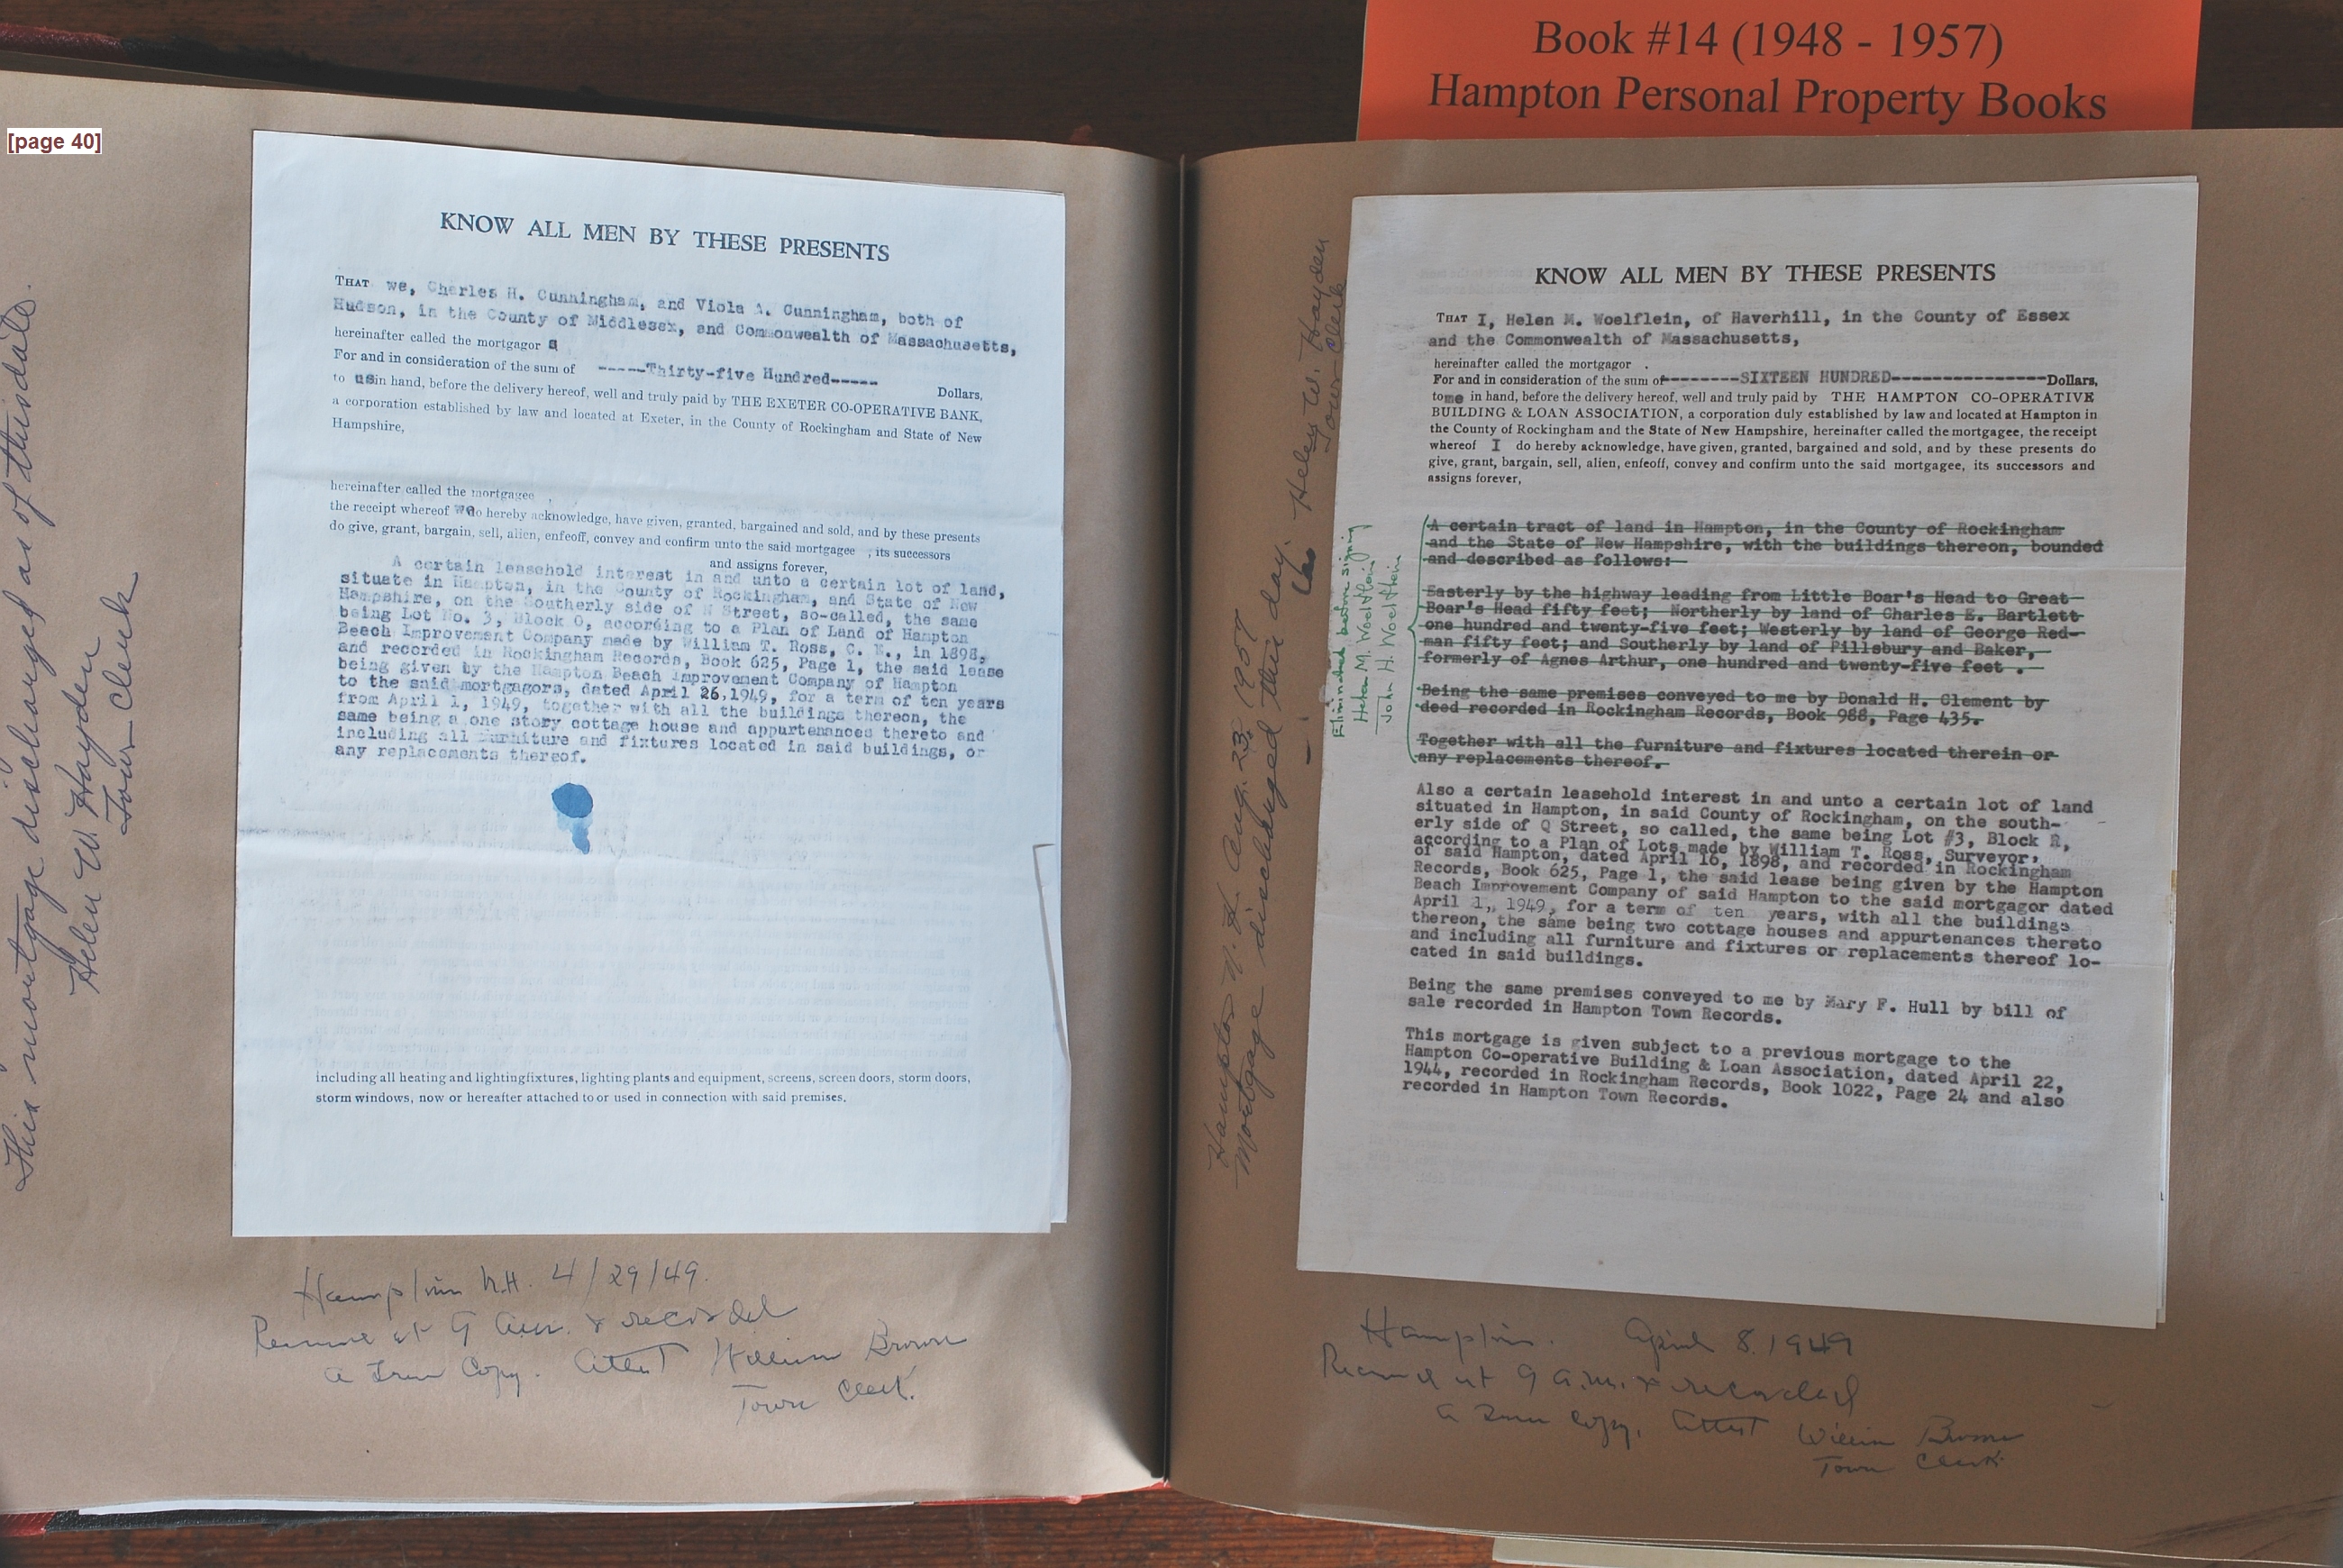 Book #14 (1948 - 1957)
Hampton Personal Property Books
[page 40]
This mortgage discharged as of this date.
Helen W. Hayden
Town Clerk
KNOW ALL MEN BY THESE PRESENTS
THAT we, Charles H. Cunningham, and Viola A. Cunningham, both of
Hudson, in the County of Middlesex, and Commonwealth of Massachusetts,
hereinafter called the mortgagor s
For and in consideration of the sum of -----Thirty-five Hundred----- Dollars,
to us in hand, before the delivery hereof, well and truly paid by THE EXETER CO-OPERATIVE BANK,
a corporation established by law and located at Exeter, in the County of Rockingham and State of New
Hampshire,
hereinafter called the mortgagee ,
the receipt whereof we do hereby acknowledge, have given, granted, bargained and sold, and by these presents
do give, grant, bargain, sell, alien, enfeoff, convey and confirm unto the said mortgagee , its successors
and assigns forever,
A certain leasehold interest in and unto a certain lot of land,
situate in Hampton, in the County of Rockingham, and State of New
Hampshire, on the Southerly side of N Street, so-called, the same
being Lot No. 3, Block O, according to a Plan of Land of Hampton
Beach Improvement Company made by William T. Ross, C. E., in 1898,
and recorded in Rockingham Records, Book 625, Page 1, the said lease
being given by the Hampton Beach Improvement Company of Hampton
to the said mortgagors, dated April 26,1949, for a term of ten years
from April 1, 1949, together with all the buildings thereon, the
same being a one story cottage house and appurtenances thereto and
including all furniture and fixtures located in said buildings, or
any replacements thereof.
including all heating and lightingfixtures, lighting plants and equipment, screens, screen doors, storm doors,
storm windows, now or hereafter attached to or used in connection with said premises.
Hampton N.H. 4/29/49.
Received at 9 a.m. & recorded
a True Copy. Attest William Brown
Town Clerk.
Hampton N. H. Aug. 23, 1957
Mortgage discharged this day.
Helen W. Hayden
Town Clerk
KNOW ALL MEN BY THESE PRESENTS
THAT I, Helen M. Woelflein, of Haverhill, in the County of Essex
and the Commonwealth of Massachusetts,
hereinafter called the mortgagor .
For and in consideration of the sum of--------SIXTEEN HUNDRED----------------Dollars,
to me in hand, before the delivery hereof, well and truly paid by THE HAMPTON CO-OPERATIVE
BUILDING & LOAN ASSOCIATION, a corporation duly established by law and located at Hampton in
the County of Rockingham and the State of New Hampshire, hereinafter called the mortgagee, the receipt
whereof I do hereby acknowledge, have given, granted, bargained and sold, and by these presents do
give, grant, bargain, sell, alien, enfeoff, convey and confirm unto the said mortgagee, its successors and
assigns forever,
Eliminated before signing
Helen M. Woelflein
John H. Woelflein
A certain tract of land in Hampton, in the County of Rockingham
and the State of New Hampshire, with the buildings thereon, bounded
and described as follows:
Easterly by the highway leading from Little Boar's Head to Great
Boar's Head fifty feet; Northerly by land of Charles E. Bartlett
one hundred and twenty-five feet; Westerly by land of George Red-
man fifty feet; and Southerly by land of Pillsbury and Baker,
formerly of Agnes Arthur, one hundred and twenty-five feet .
Being the same premises conveyed to me by Donald H. Clement by
deed recorded in Rockingham Records, Book 988, Page 435.
Together with all the furniture and fixtures located therein or
any replacements thereof.
Also a certain leasehold interest in and unto a certain lot of land
situated in Hampton, in said County of Rockingham, on the south-
erly side of Q Street, so called, the same being Lot #3, Block R,
according to a Plan of Lots made by William T. Ross, Surveyor,
of said Hampton, dated April 16, 1898, and recorded in Rockingham
Records, Book 625, Page 1, the said lease being given by the Hampton
Beach Improvement Company of said Hampton to the said mortgagor dated
April 1, 1949, for a term of ten years, with all the buildings
thereon, the same being two cottage houses and appurtenances thereto
and including all furniture and fixtures or replacements thereof lo-
cated in said buildings.
Being the same premises conveyed to me by Mary F. Hull by bill of
sale recorded in Hampton Town Records.
This mortgage is given subject to a previous mortgage to the
Hampton Co-operative Building & Loan Association, dated April 22,
1944, recorded in Rockingham Records, Book 1022, Page 24 and also
recorded in Hampton Town Records.
Hampton. April 8. 1949
Received at 9 a.m. & recorded
a True Copy, Attest William Brown
Town Clerk